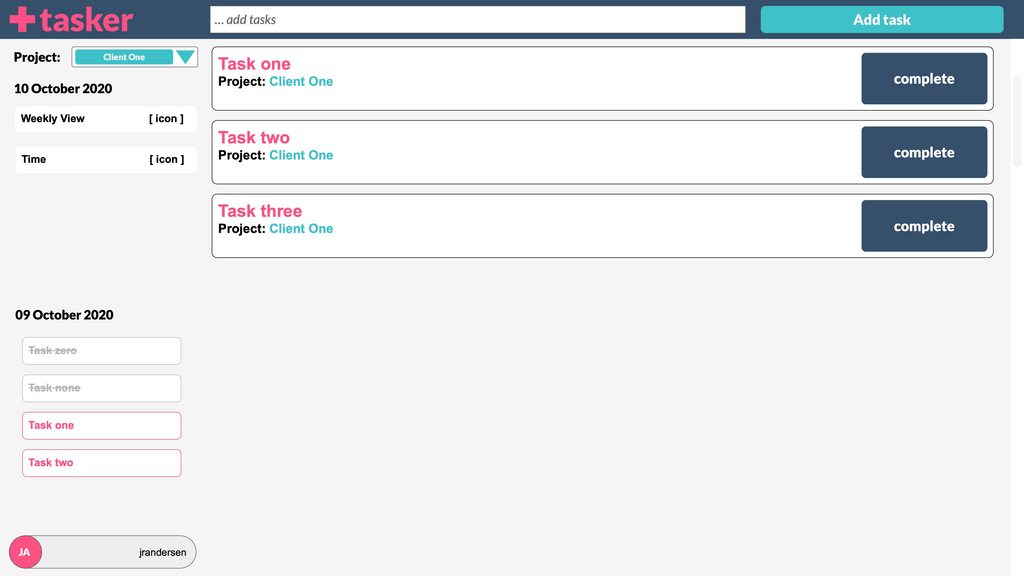 +tasker
... add tasks
Add task
Project:
Client One
10 October 2020
Weekly View [ icon ]
Time [ icon ]
Task one
Project: Client One
complete
Task two
Project: Client One
complete
Task three
Project: Client One
complete
09 October 2020
Task zero
Task none
Task one
Task two
JA
jrandersen